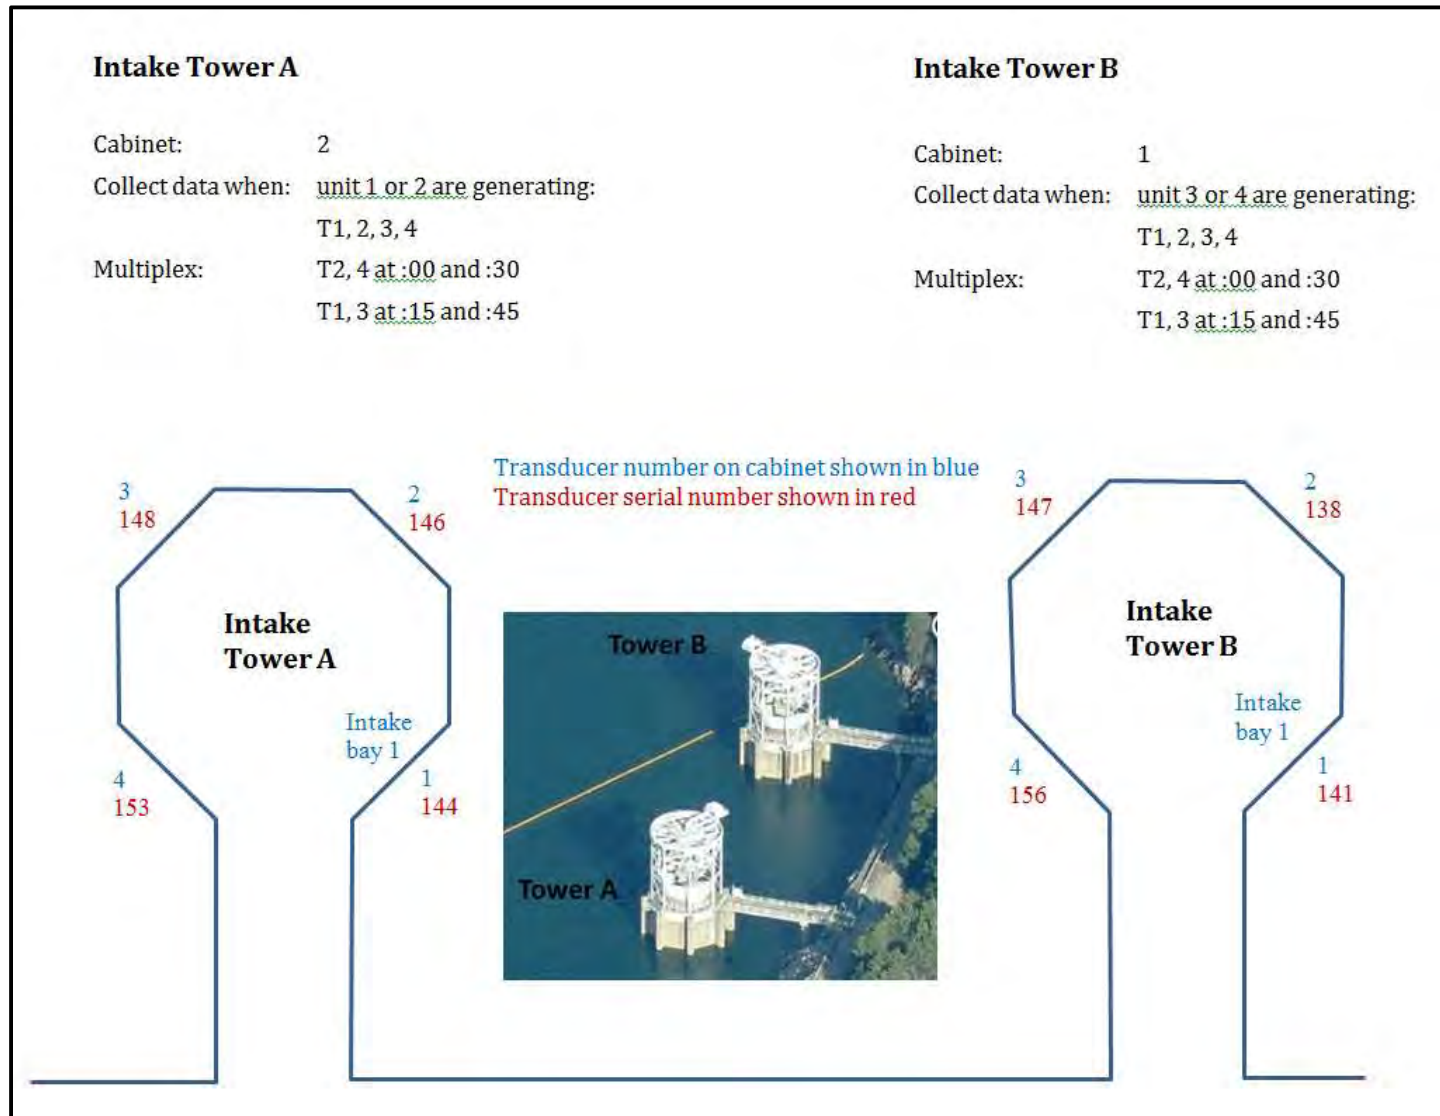 Intake Tower A
Cabinet: 2
Collect data when: unit 1 or 2 are generating:
T1, 2, 3, 4
Multiplex: T2, 4 at :00 and :30
T1, 3 at :15 and :45
Intake Tower B
Cabinet: 1
Collect data when: unit 3 or 4 are generating:
T1, 2, 3, 4
Multiplex: T2, 4 at :00 and :30
T1, 3 at :15 and :45
Transducer number on cabinet shown in blue
Transducer serial number shown in red
3
148
2
146
Intake
Tower A
Intake
bay 1
4
153
1
144
Tower B
Tower A
3
147
2
138
Intake
Tower B
Intake
bay 1
4
156
1
141